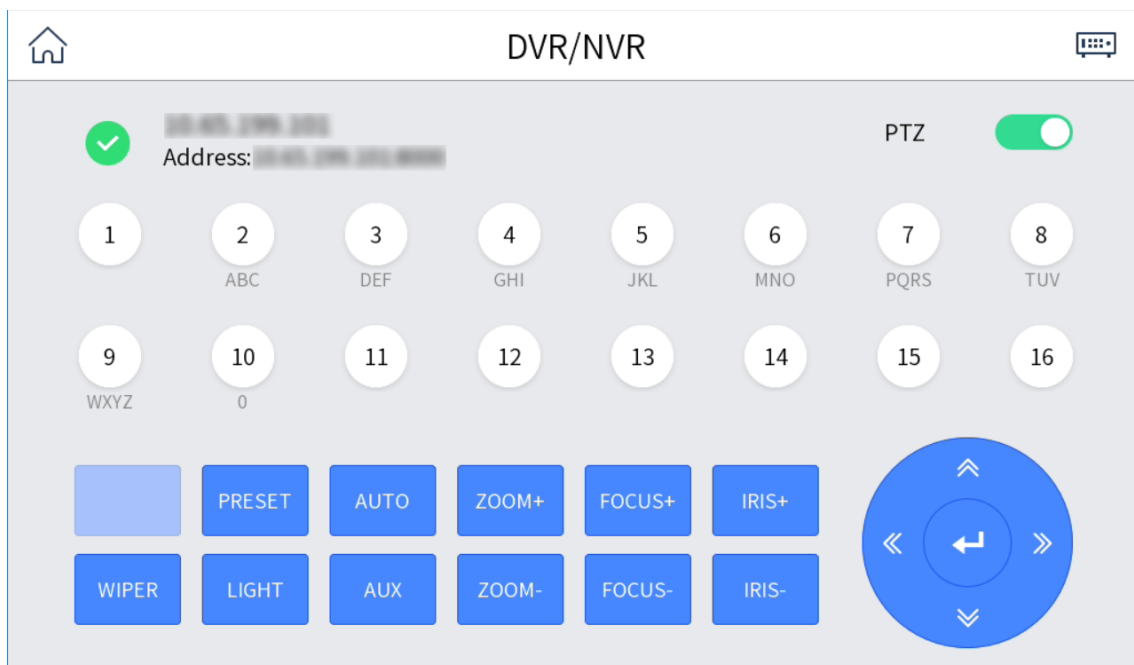 DVR/NVR
PTZ
Address:
1 2 3 4 5 6 7 8
ABC DEF GHI JKL MNO PQRS TUV
9 10 11 12 13 14 15 16
WXYZ 0
PRESET AUTO ZOOM+ FOCUS+ IRIS+
WIPER LIGHT AUX ZOOM- FOCUS- IRIS-